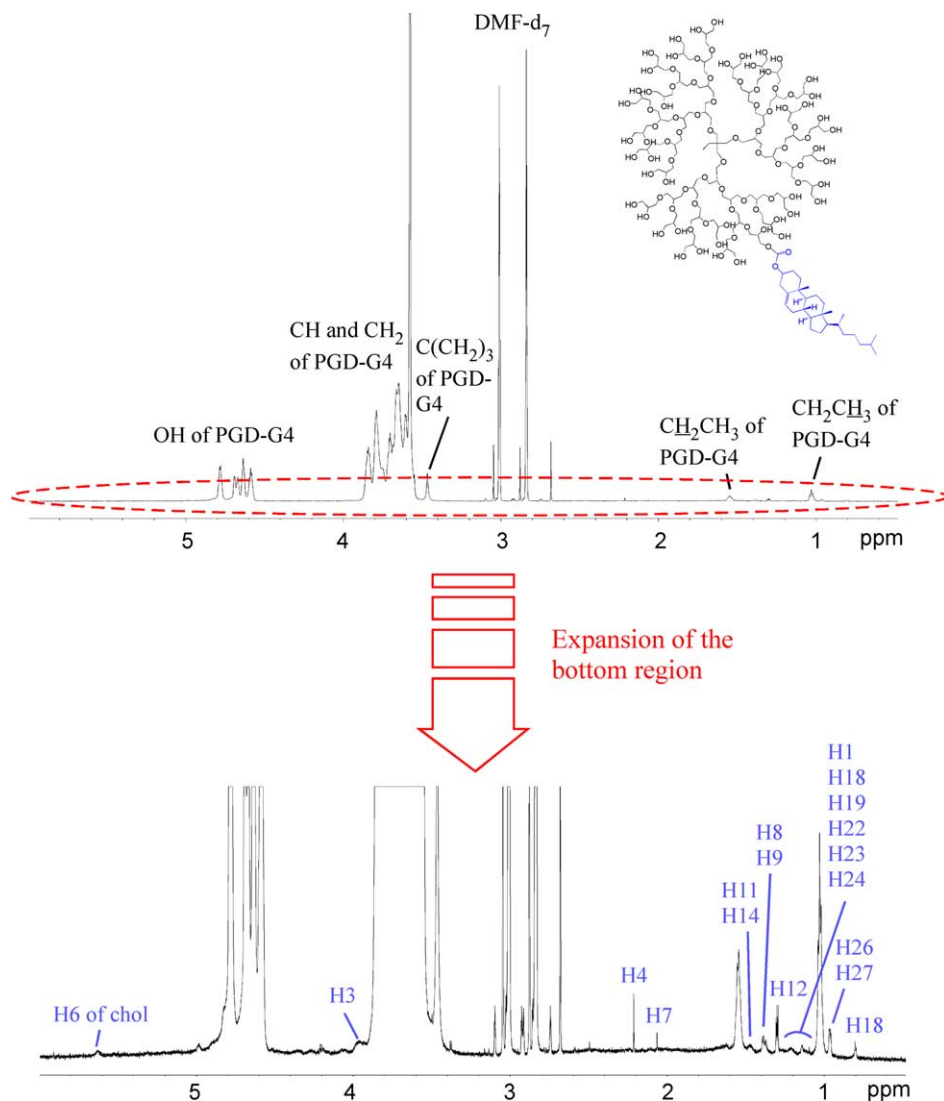 DMF-d7
CH and CH2
of PGD-G4
C(CH2)3
of PGD-
G4
OH of PGD-G4
CH2CH3 of
PGD-G4
CH2CH3 of
PGD-G4
5 4 3 2 1 ppm
Expansion of the
bottom region
H1
H18
H19
H22
H23
H24
H8
H9
H11
H14
H26
H27
H12
H4
H7
H18
H3
H6 of chol
5 4 3 2 1 ppm